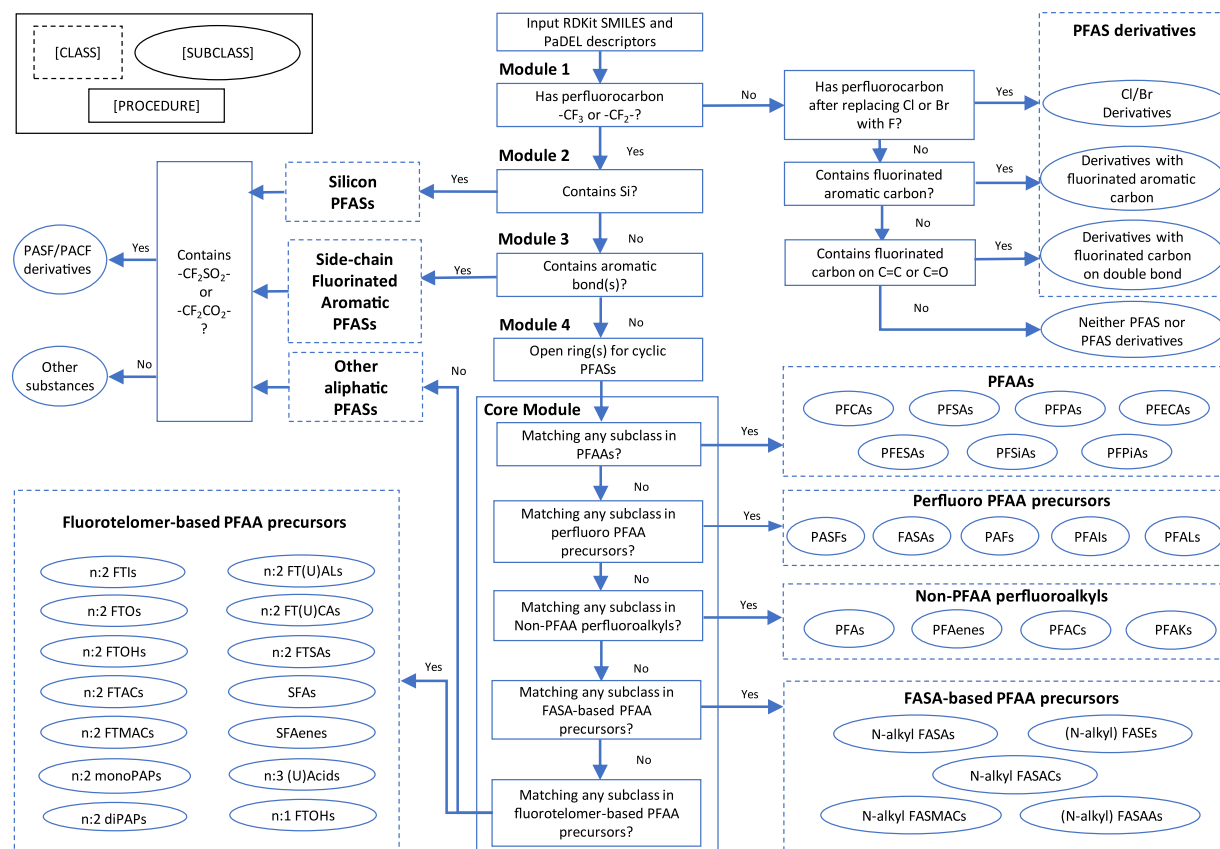 [CLASS]
[SUBCLASS]
[PROCEDURE]
Input RDKit SMILES and
PaDEL descriptors
Module 1
Has perfluorocarbon
-CF₃ or -CF₂-?
No
Has perfluorocarbon
after replacing Cl or Br
with F?
Yes
PFAS derivatives
Cl/Br
Derivatives
No
Contains fluorinated
aromatic carbon?
Yes
Derivatives with
fluorinated aromatic
carbon
No
Contains fluorinated
carbon on C=C or C=O
Yes
Derivatives with
fluorinated carbon
on double bond
No
Neither PFAS nor
PFAS derivatives
Yes
Module 2
Contains Si?
Yes
Silicon
PFASs
No
Module 3
Contains aromatic
bond(s)?
Yes
Side-chain
Fluorinated
Aromatic
PFASs
No
Module 4
Open ring(s) for cyclic
PFASs
Other
aliphatic
PFASs
No
Contains
-CF₂SO₂-
or
-CF₂CO₂-
?
Yes
PASF/PACF
derivatives
No
Other
substances
Core Module
Matching any subclass in
PFAAs?
Yes
PFAAs
PFCAs
PFSAs
PFPAs
PFECAs
PFESAs
PFSiAs
PFPiAs
No
Matching any subclass in
perfluoro PFAA
precursors?
Yes
Perfluoro PFAA precursors
PASFs
FASAs
PAFs
PFAIs
PFALs
No
Matching any subclass in
Non-PFAA perfluoroalkyls?
Yes
Non-PFAA perfluoroalkyls
PFAs
PFAenes
PFACs
PFAKs
No
Matching any subclass in
FASA-based PFAA
precursors?
Yes
FASA-based PFAA precursors
N-alkyl FASAs
(N-alkyl) FASEs
N-alkyl FASACs
N-alkyl FASMACs
(N-alkyl) FASAAs
No
Matching any subclass in
fluorotelomer-based PFAA
precursors?
Yes
Fluorotelomer-based PFAA precursors
n:2 FTIs
n:2 FT(U)ALs
n:2 FTOs
n:2 FT(U)CAs
n:2 FTOHs
n:2 FTSAs
n:2 FTACs
SFAs
n:2 FTMACs
SFAenes
n:2 monoPAPs
n:3 (U)Acids
n:2 diPAPs
n:1 FTOHs